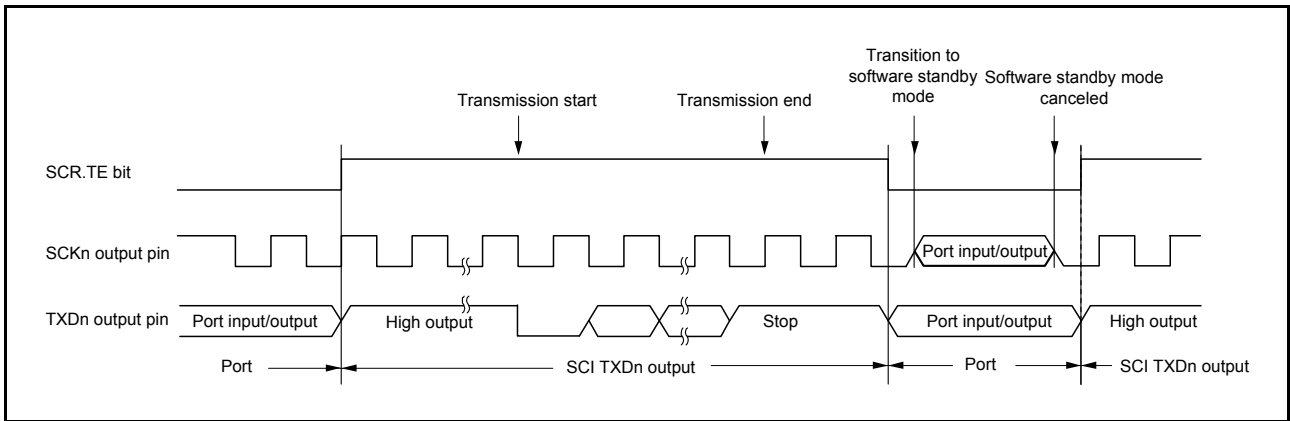 Transition to
software standby
mode
Software standby mode
canceled
Transmission start
Transmission end
SCR.TE bit
SCKn output pin
Port input/output
TXDn output pin
Port input/output
High output
Stop
Port input/output
High output
Port
SCI TXDn output
Port
SCI TXDn output